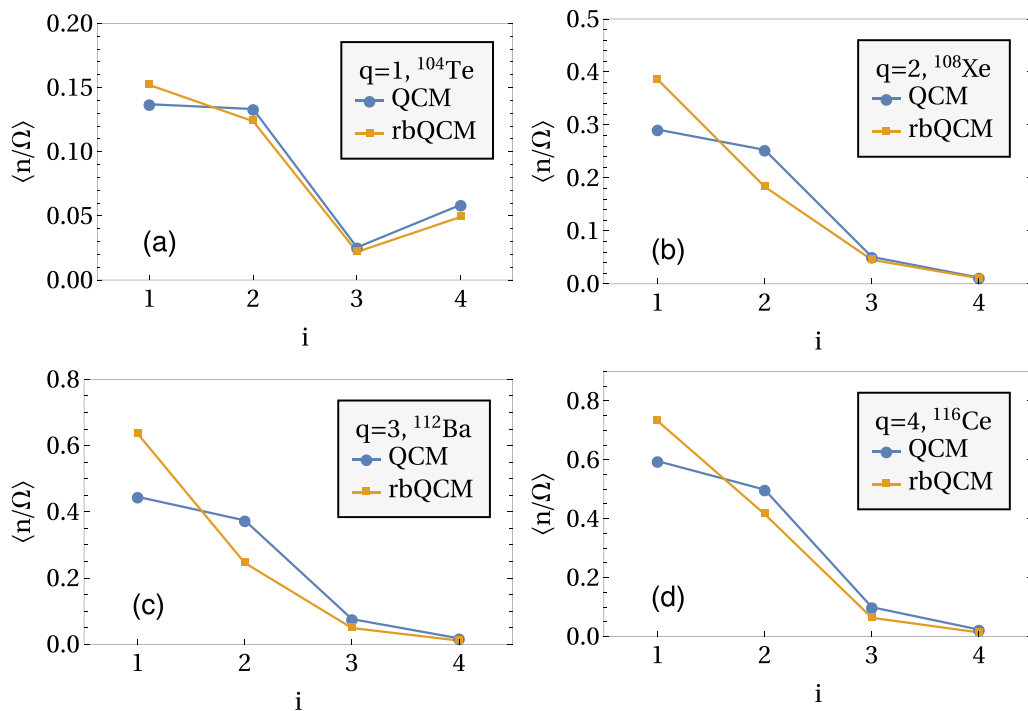 0.20
0.15
0.10
0.05
0.00
⟨n/Ω⟩
q=1, ¹⁰⁴Te
QCM
rbQCM
(a)
1 2 3 4
i
0.5
0.4
0.3
0.2
0.1
0.0
⟨n/Ω⟩
q=2, ¹⁰⁸Xe
QCM
rbQCM
(b)
1 2 3 4
i
0.8
0.6
0.4
0.2
0.0
⟨n/Ω⟩
q=3, ¹¹²Ba
QCM
rbQCM
(c)
1 2 3 4
i
0.8
0.6
0.4
0.2
0.0
⟨n/Ω⟩
q=4, ¹¹⁶Ce
QCM
rbQCM
(d)
1 2 3 4
i